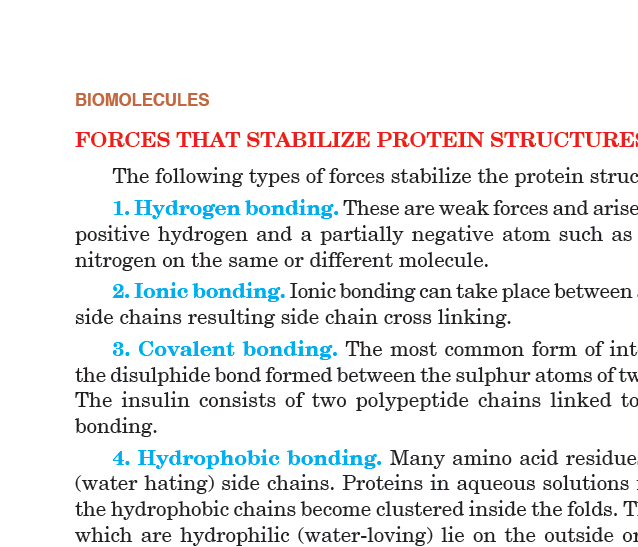 BIOMOLECULES
FORCES THAT STABILIZE PROTEIN STRUCTURES
The following types of forces stabilize the protein struc
1. Hydrogen bonding. These are weak forces and arise
positive hydrogen and a partially negative atom such as
nitrogen on the same or different molecule.
2. Ionic bonding. Ionic bonding can take place between
side chains resulting side chain cross linking.
3. Covalent bonding. The most common form of int
the disulphide bond formed between the sulphur atoms of tw
The insulin consists of two polypeptide chains linked to
bonding.
4. Hydrophobic bonding. Many amino acid residues
(water hating) side chains. Proteins in aqueous solutions
the hydrophobic chains become clustered inside the folds. T
which are hydrophilic (water-loving) lie on the outside or